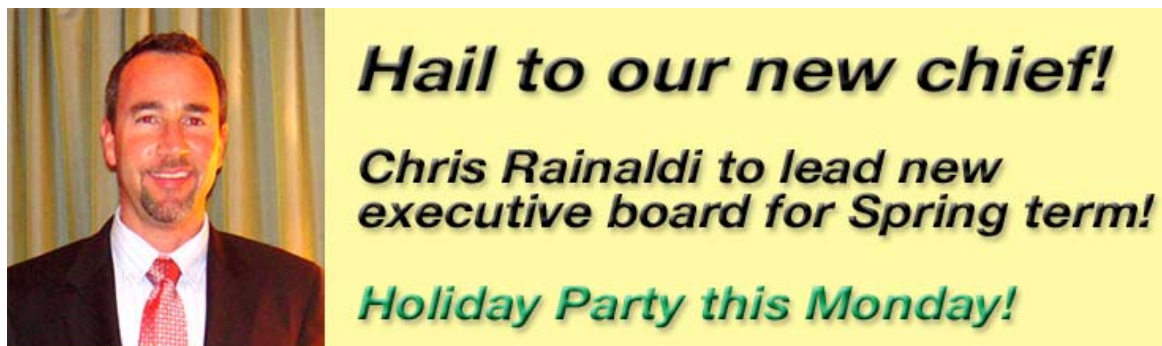 Hail to our new chief!
Chris Rainaldi to lead new
executive board for Spring term!
Holiday Party this Monday!